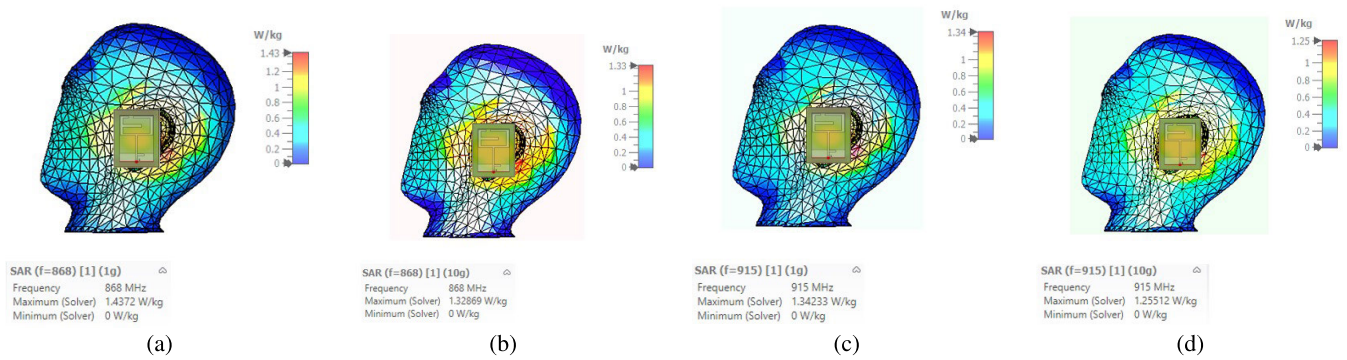 W/kg
1.43
1.2
1
0.8
0.6
0.4
0.2
0
SAR (f=868) [1] (1g)
Frequency 868 MHz
Maximum (Solver) 1.4372 W/kg
Minimum (Solver) 0 W/kg
(a)
W/kg
1.33
1
0.8
0.6
0.4
0.2
0
SAR (f=868) [1] (10g)
Frequency 868 MHz
Maximum (Solver) 1.32869 W/kg
Minimum (Solver) 0 W/kg
(b)
W/kg
1.34
1
0.8
0.6
0.4
0.2
0
SAR (f=915) [1] (1g)
Frequency 915 MHz
Maximum (Solver) 1.34233 W/kg
Minimum (Solver) 0 W/kg
(c)
W/kg
1.25
1
0.8
0.6
0.4
0.2
0
SAR (f=915) [1] (10g)
Frequency 915 MHz
Maximum (Solver) 1.25512 W/kg
Minimum (Solver) 0 W/kg
(d)